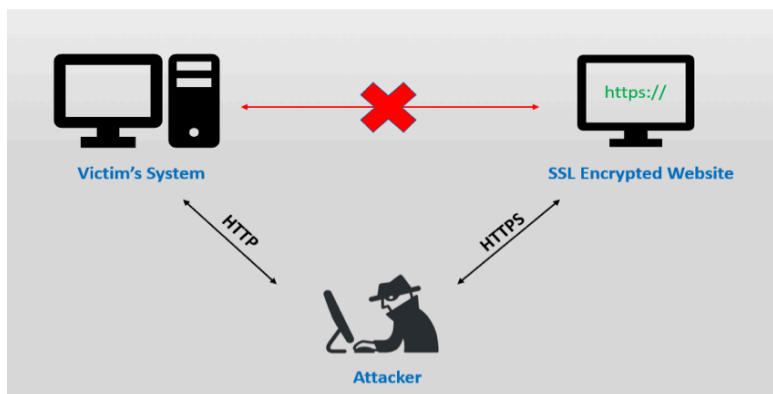 https://
Victim's System
SSL Encrypted Website
HTTP
HTTPS
Attacker